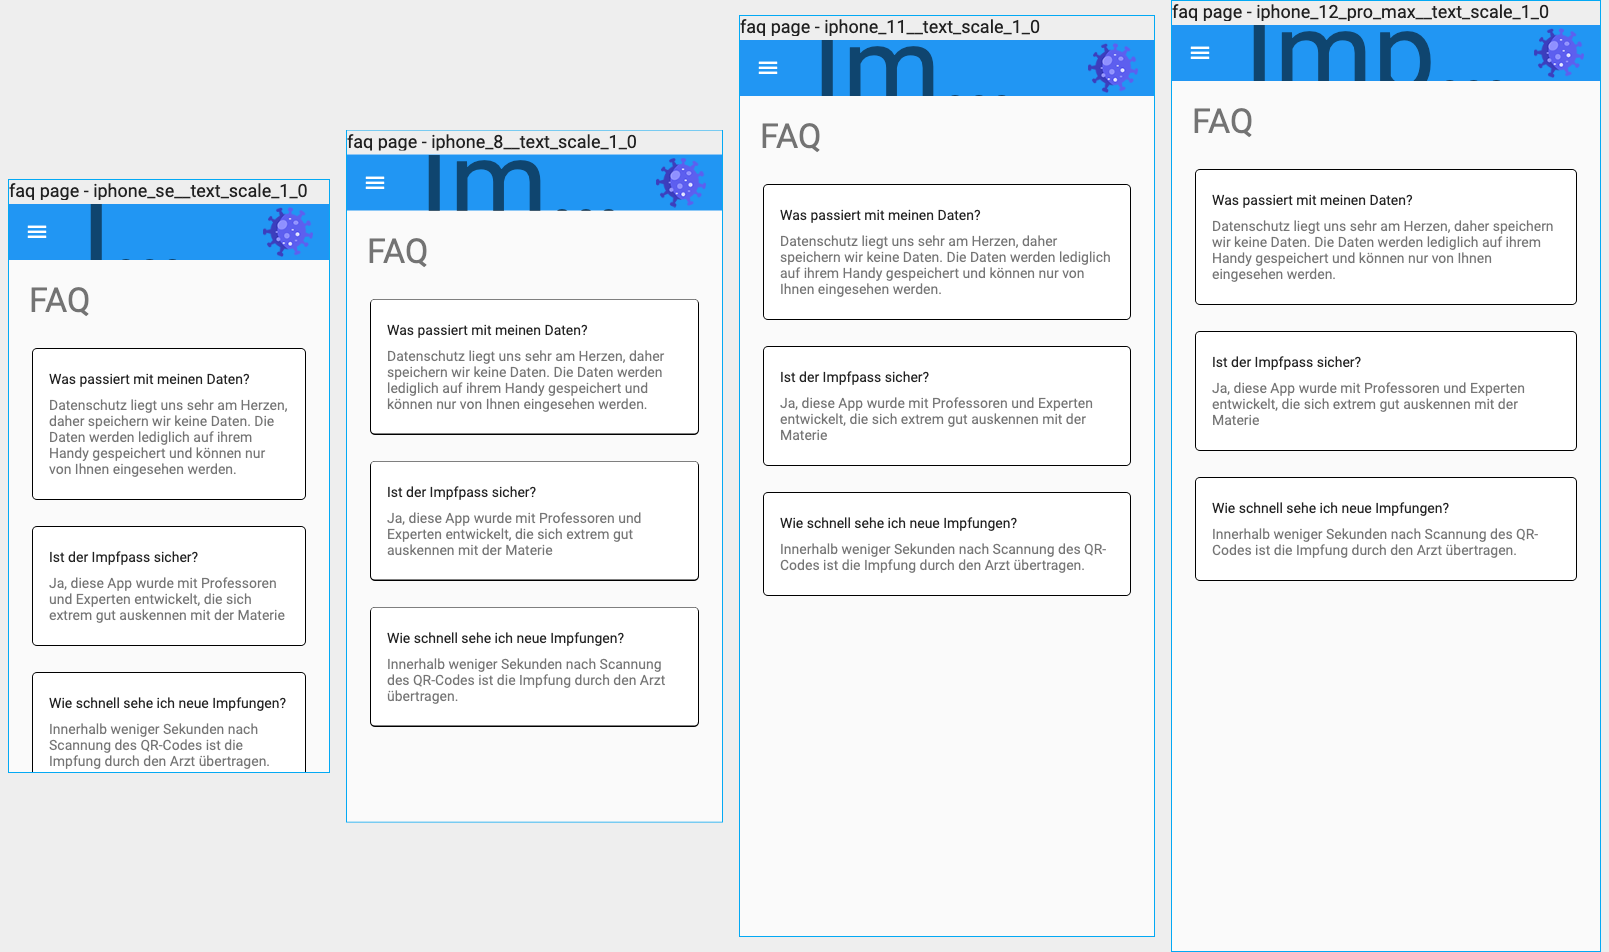 faq page - iphone_se__text_scale_1_0
I...
FAQ
Was passiert mit meinen Daten?
Datenschutz liegt uns sehr am Herzen,
daher speichern wir keine Daten. Die
Daten werden lediglich auf ihrem
Handy gespeichert und können nur
von Ihnen eingesehen werden.
Ist der Impfpass sicher?
Ja, diese App wurde mit Professoren
und Experten entwickelt, die sich
extrem gut auskennen mit der Materie
Wie schnell sehe ich neue Impfungen?
Innerhalb weniger Sekunden nach
Scannung des QR-Codes ist die
Impfung durch den Arzt übertragen.
faq page - iphone_8__text_scale_1_0
Im...
FAQ
Was passiert mit meinen Daten?
Datenschutz liegt uns sehr am Herzen, daher
speichern wir keine Daten. Die Daten werden
lediglich auf ihrem Handy gespeichert und
können nur von Ihnen eingesehen werden.
Ist der Impfpass sicher?
Ja, diese App wurde mit Professoren und
Experten entwickelt, die sich extrem gut
auskennen mit der Materie
Wie schnell sehe ich neue Impfungen?
Innerhalb weniger Sekunden nach Scannung
des QR-Codes ist die Impfung durch den Arzt
übertragen.
faq page - iphone_11__text_scale_1_0
Im...
FAQ
Was passiert mit meinen Daten?
Datenschutz liegt uns sehr am Herzen, daher
speichern wir keine Daten. Die Daten werden lediglich
auf ihrem Handy gespeichert und können nur von
Ihnen eingesehen werden.
Ist der Impfpass sicher?
Ja, diese App wurde mit Professoren und Experten
entwickelt, die sich extrem gut auskennen mit der
Materie
Wie schnell sehe ich neue Impfungen?
Innerhalb weniger Sekunden nach Scannung des QR-
Codes ist die Impfung durch den Arzt übertragen.
faq page - iphone_12_pro_max__text_scale_1_0
Imp...
FAQ
Was passiert mit meinen Daten?
Datenschutz liegt uns sehr am Herzen, daher speichern
wir keine Daten. Die Daten werden lediglich auf ihrem
Handy gespeichert und können nur von Ihnen
eingesehen werden.
Ist der Impfpass sicher?
Ja, diese App wurde mit Professoren und Experten
entwickelt, die sich extrem gut auskennen mit der
Materie
Wie schnell sehe ich neue Impfungen?
Innerhalb weniger Sekunden nach Scannung des QR-
Codes ist die Impfung durch den Arzt übertragen.